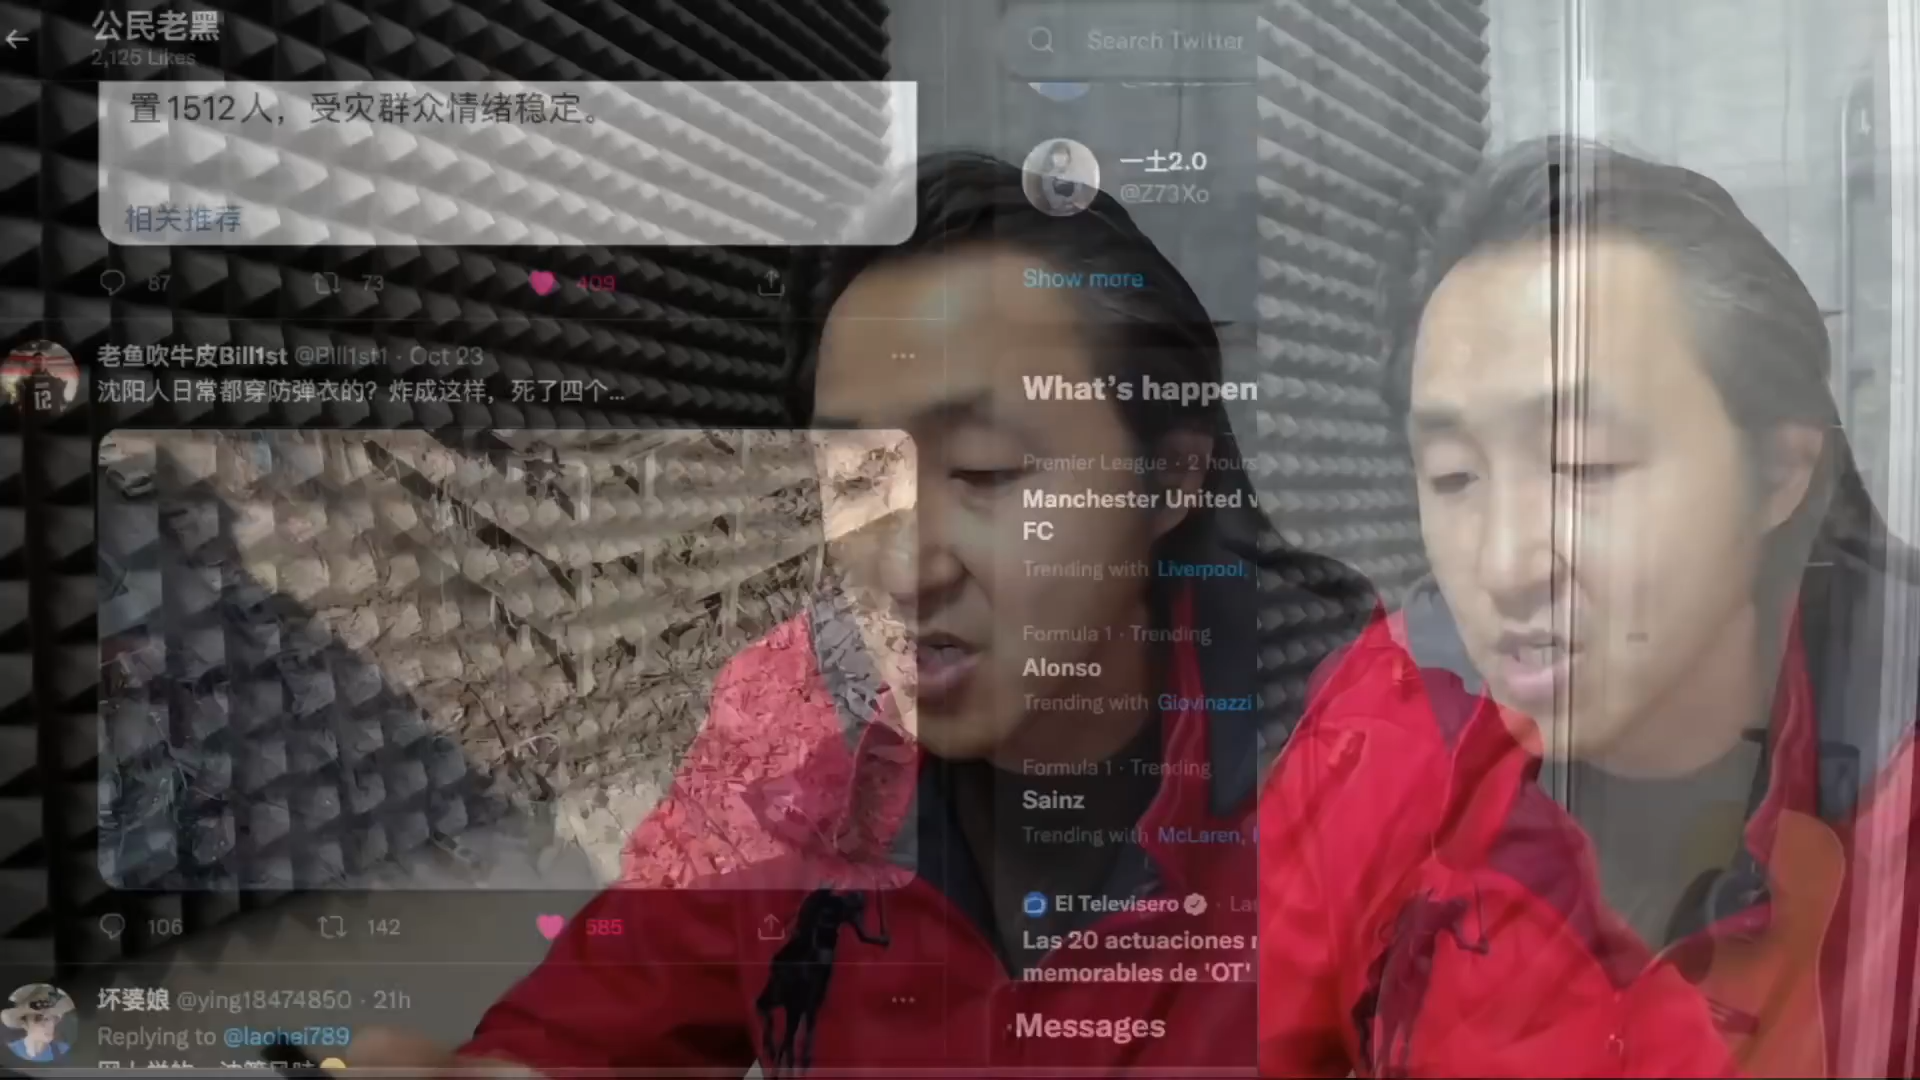 公民老黑
2,125 Likes
置1512人，受灾群众情绪稳定。
相关推荐
87
73
409
老鱼吹牛皮Bill1st @Bill1st1 · Oct 23
沈阳人日常都穿防弹衣的？炸成这样，死了四个...
106
142
585
坏婆娘 @ying18474850 · 21h
Replying to @laohei789
Search Twitter
一土2.0
@Z73Xo
Show more
What's happen
Premier League · 2 hours
Manchester United v
FC
Trending with Liverpool,
Formula 1 · Trending
Alonso
Trending with Giovinazzi
Formula 1 · Trending
Sainz
Trending with McLaren,
El Televisero · Las
Las 20 actuaciones
memorables de 'OT'
Messages